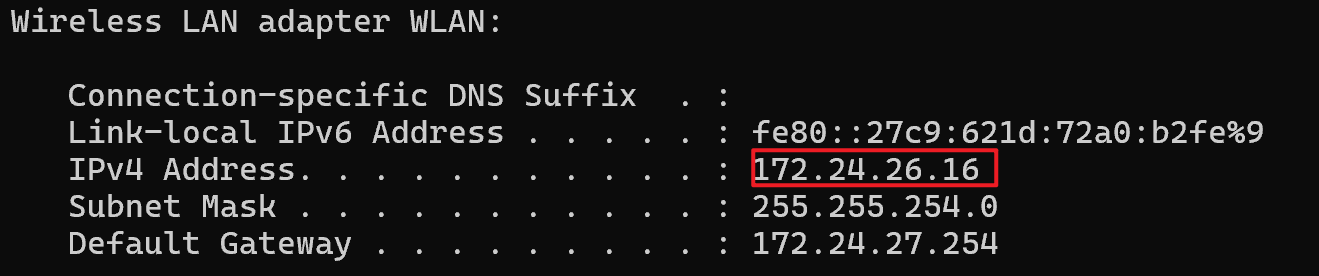 Wireless LAN adapter WLAN:
Connection-specific DNS Suffix  . :
Link-local IPv6 Address . . . . . : fe80::27c9:621d:72a0:b2fe%9
IPv4 Address. . . . . . . . . . . : 172.24.26.16
Subnet Mask . . . . . . . . . . . : 255.255.254.0
Default Gateway . . . . . . . . . : 172.24.27.254